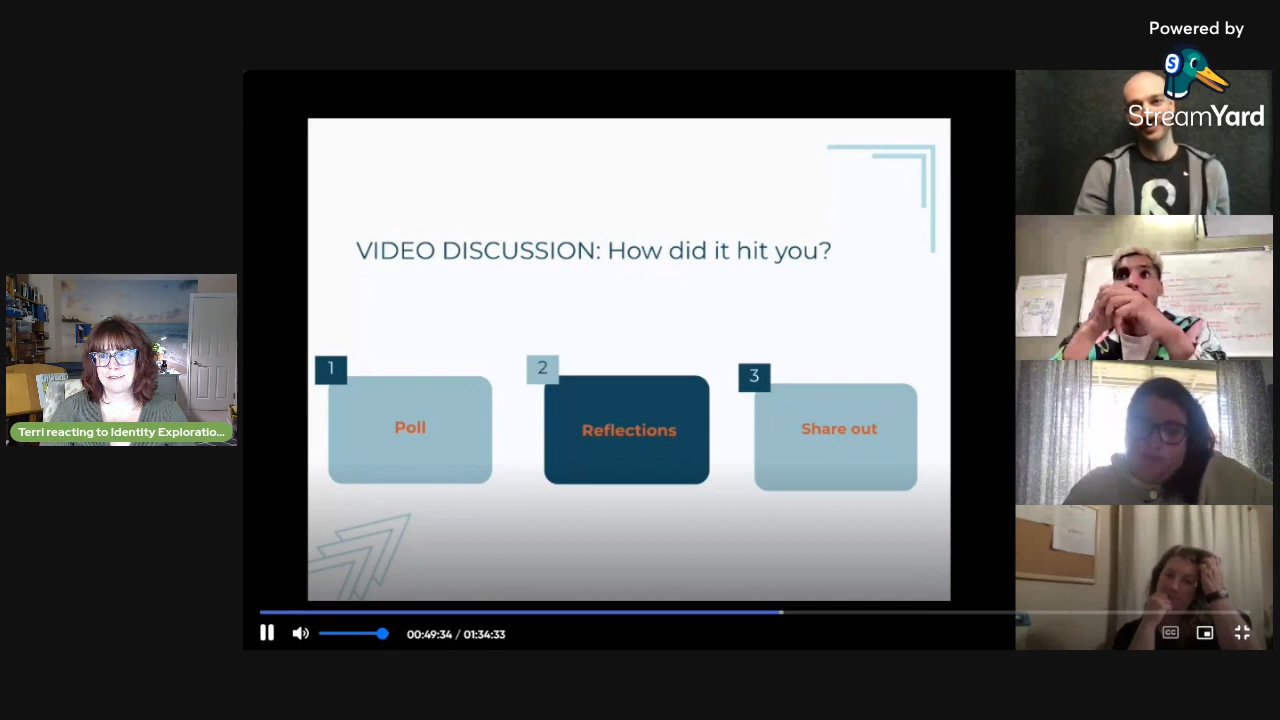 Powered by
StreamYard
VIDEO DISCUSSION: How did it hit you?
1
2
3
Poll
Reflections
Share out
Terri reacting to Identity Exploratio...
00:49:34 / 01:34:33
CC
S